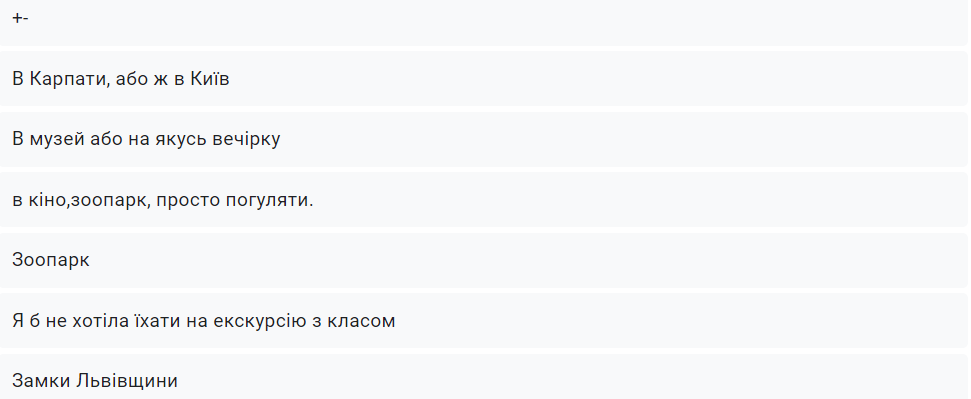 +-
В Карпати, або ж в Київ
В музей або на якусь вечірку
в кіно,зоопарк, просто погуляти.
Зоопарк
Я б не хотіла їхати на екскурсію з класом
Замки Львівщини